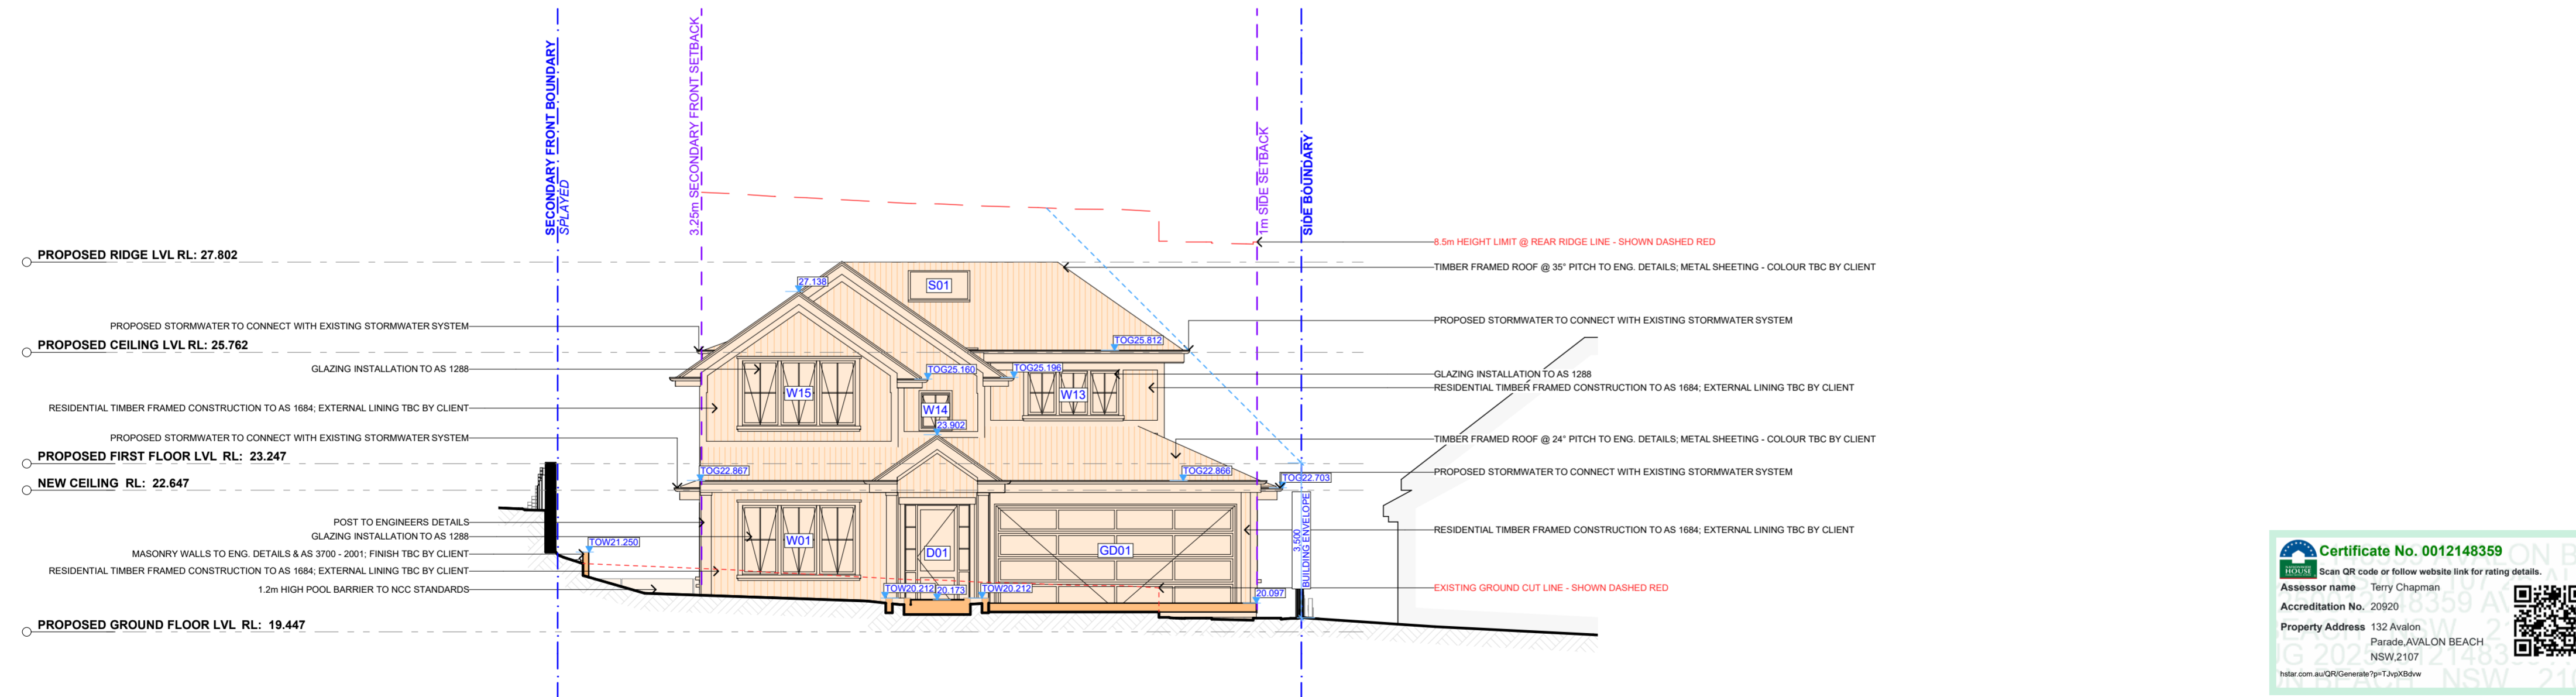 SECONDARY FRONT BOUNDARY
SPLAYED
3.25m SECONDARY FRONT SETBACK
1m SIDE SETBACK
SIDE BOUNDARY
8.5m HEIGHT LIMIT @ REAR RIDGE LINE - SHOWN DASHED RED
PROPOSED RIDGE LVL RL: 27.802
TIMBER FRAMED ROOF @ 35° PITCH TO ENG. DETAILS; METAL SHEETING - COLOUR TBC BY CLIENT
27.138
S01
PROPOSED STORMWATER TO CONNECT WITH EXISTING STORMWATER SYSTEM
PROPOSED STORMWATER TO CONNECT WITH EXISTING STORMWATER SYSTEM
PROPOSED CEILING LVL RL: 25.762
TOG25.812
GLAZING INSTALLATION TO AS 1288
TOG25.160
TOG25.196
GLAZING INSTALLATION TO AS 1288
W15
W13
RESIDENTIAL TIMBER FRAMED CONSTRUCTION TO AS 1684; EXTERNAL LINING TBC BY CLIENT
RESIDENTIAL TIMBER FRAMED CONSTRUCTION TO AS 1684; EXTERNAL LINING TBC BY CLIENT
W14
23.902
PROPOSED STORMWATER TO CONNECT WITH EXISTING STORMWATER SYSTEM
TIMBER FRAMED ROOF @ 24° PITCH TO ENG. DETAILS; METAL SHEETING - COLOUR TBC BY CLIENT
PROPOSED FIRST FLOOR LVL RL: 23.247
TOG22.867
TOG22.866
TOG22.703
PROPOSED STORMWATER TO CONNECT WITH EXISTING STORMWATER SYSTEM
NEW CEILING RL: 22.647
POST TO ENGINEERS DETAILS
GLAZING INSTALLATION TO AS 1288
RESIDENTIAL TIMBER FRAMED CONSTRUCTION TO AS 1684; EXTERNAL LINING TBC BY CLIENT
3,500
BUILDING ENVELOPE
W01
D01
GD01
TOW21.250
MASONRY WALLS TO ENG. DETAILS & AS 3700 - 2001; FINISH TBC BY CLIENT
RESIDENTIAL TIMBER FRAMED CONSTRUCTION TO AS 1684; EXTERNAL LINING TBC BY CLIENT
1.2m HIGH POOL BARRIER TO NCC STANDARDS
TOW20.212
20.173
TOW20.212
20.097
EXISTING GROUND CUT LINE - SHOWN DASHED RED
PROPOSED GROUND FLOOR LVL RL: 19.447
HOUSE
Certificate No. 0012148359
Scan QR code or follow website link for rating details.
Assessor name Terry Chapman
Accreditation No. 20920
Property Address 132 Avalon
Parade,AVALON BEACH
NSW,2107
hstar.com.au/QR/Generate?p=TJvpXBdvw